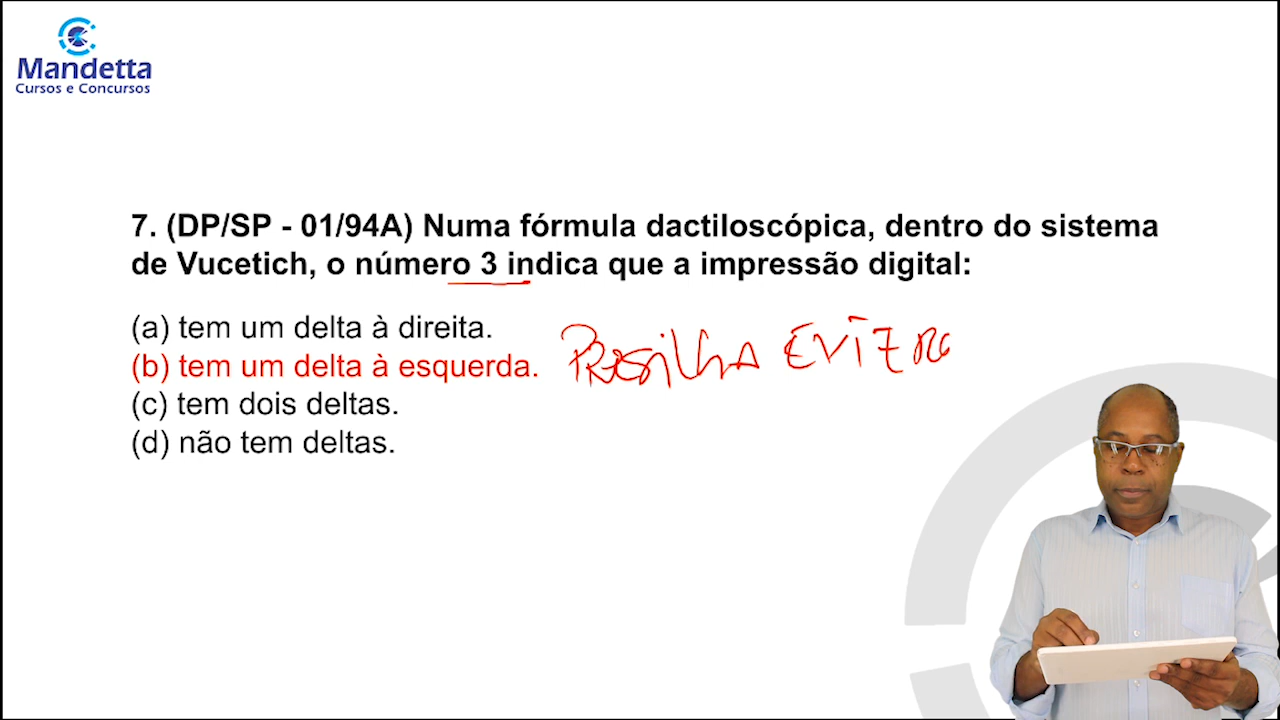 Mandetta
Cursos e Concursos
7. (DP/SP - 01/94A) Numa fórmula dactiloscópica, dentro do sistema
de Vucetich, o número 3 indica que a impressão digital:
(a) tem um delta à direita.
(b) tem um delta à esquerda. PRESILHA
(c) tem dois deltas.
(d) não tem deltas.